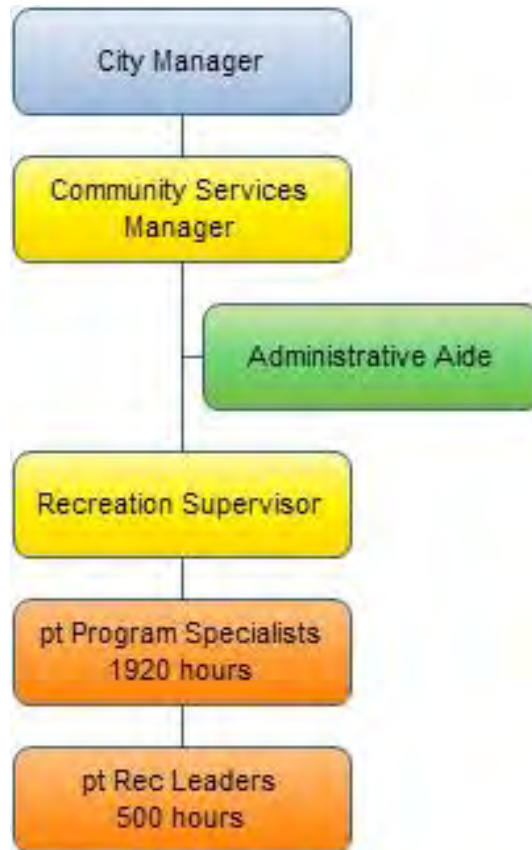 City Manager
Community Services
Manager
Administrative Aide
Recreation Supervisor
pt Program Specialists
1920 hours
pt Rec Leaders
500 hours